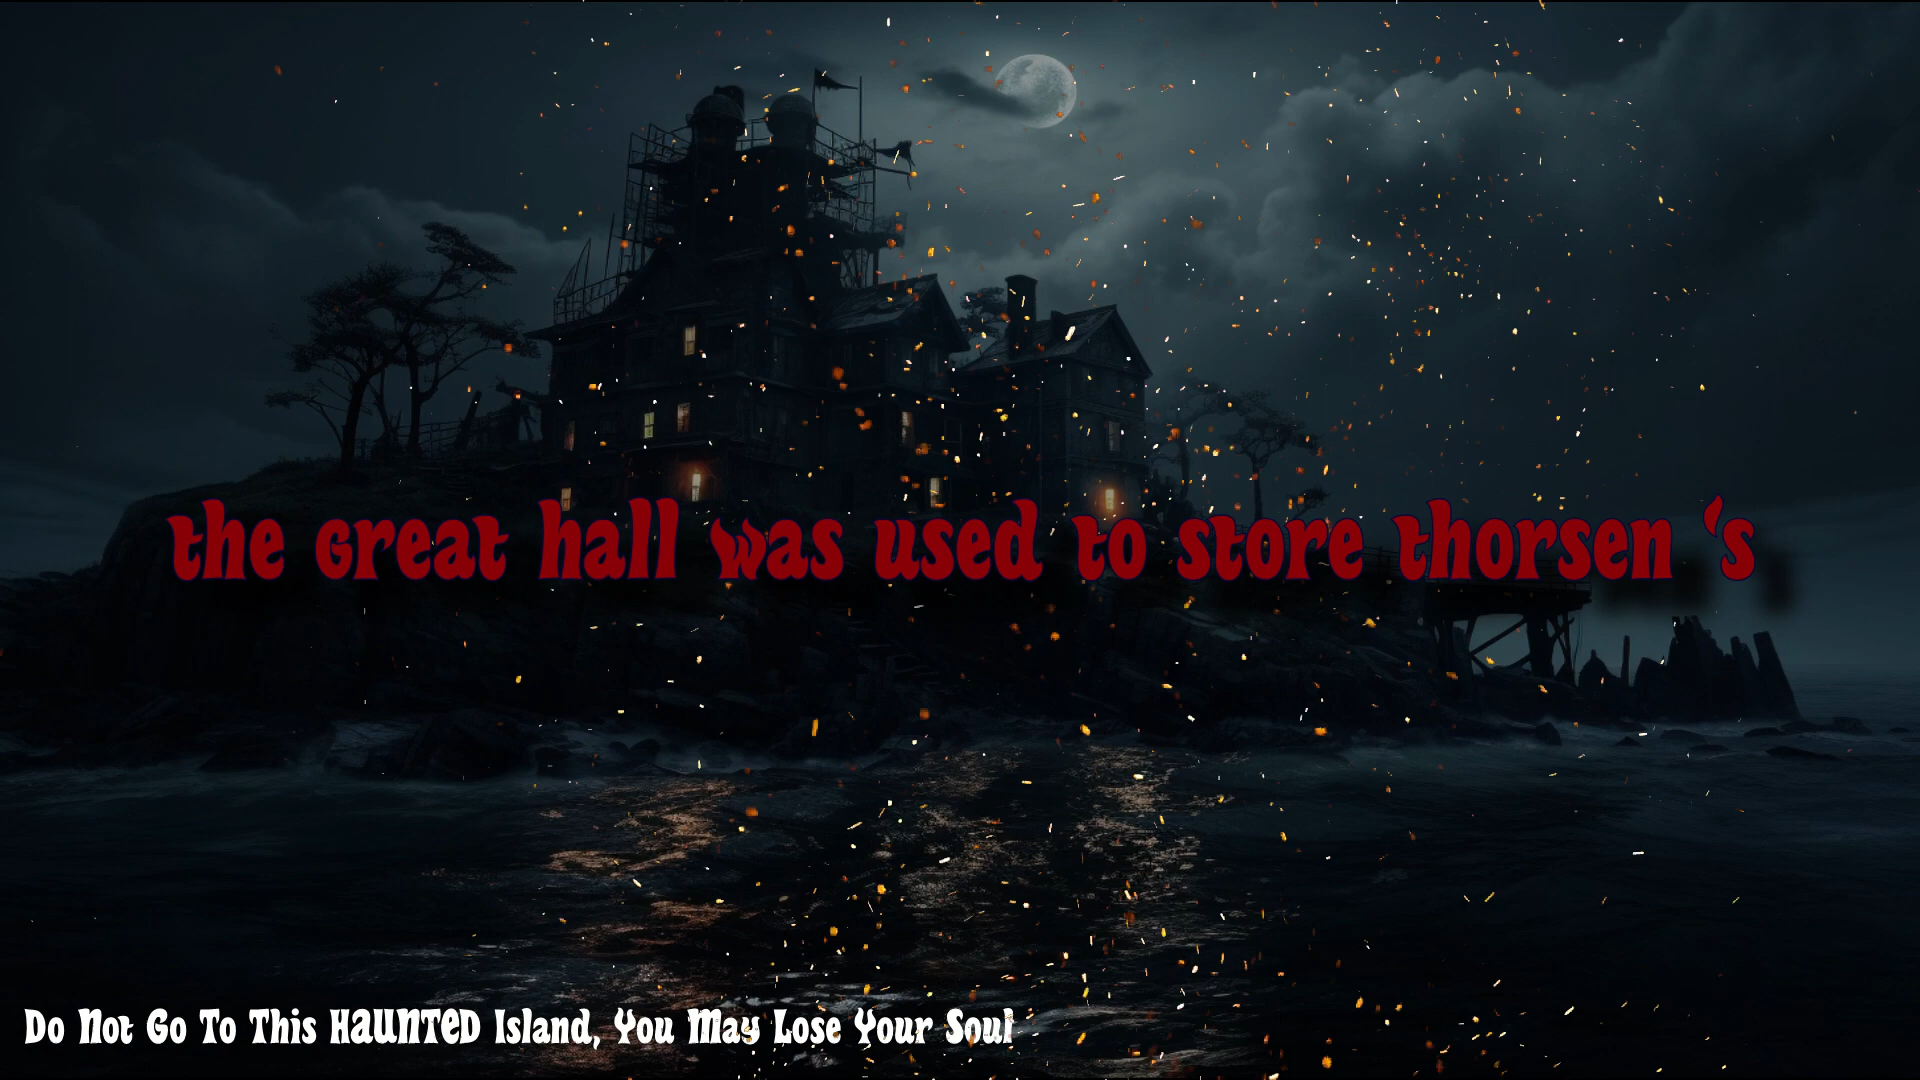 the great hall was used to store thorsen 's
Do Not Go To This HAUNTED Island, You May Lose Your Soul